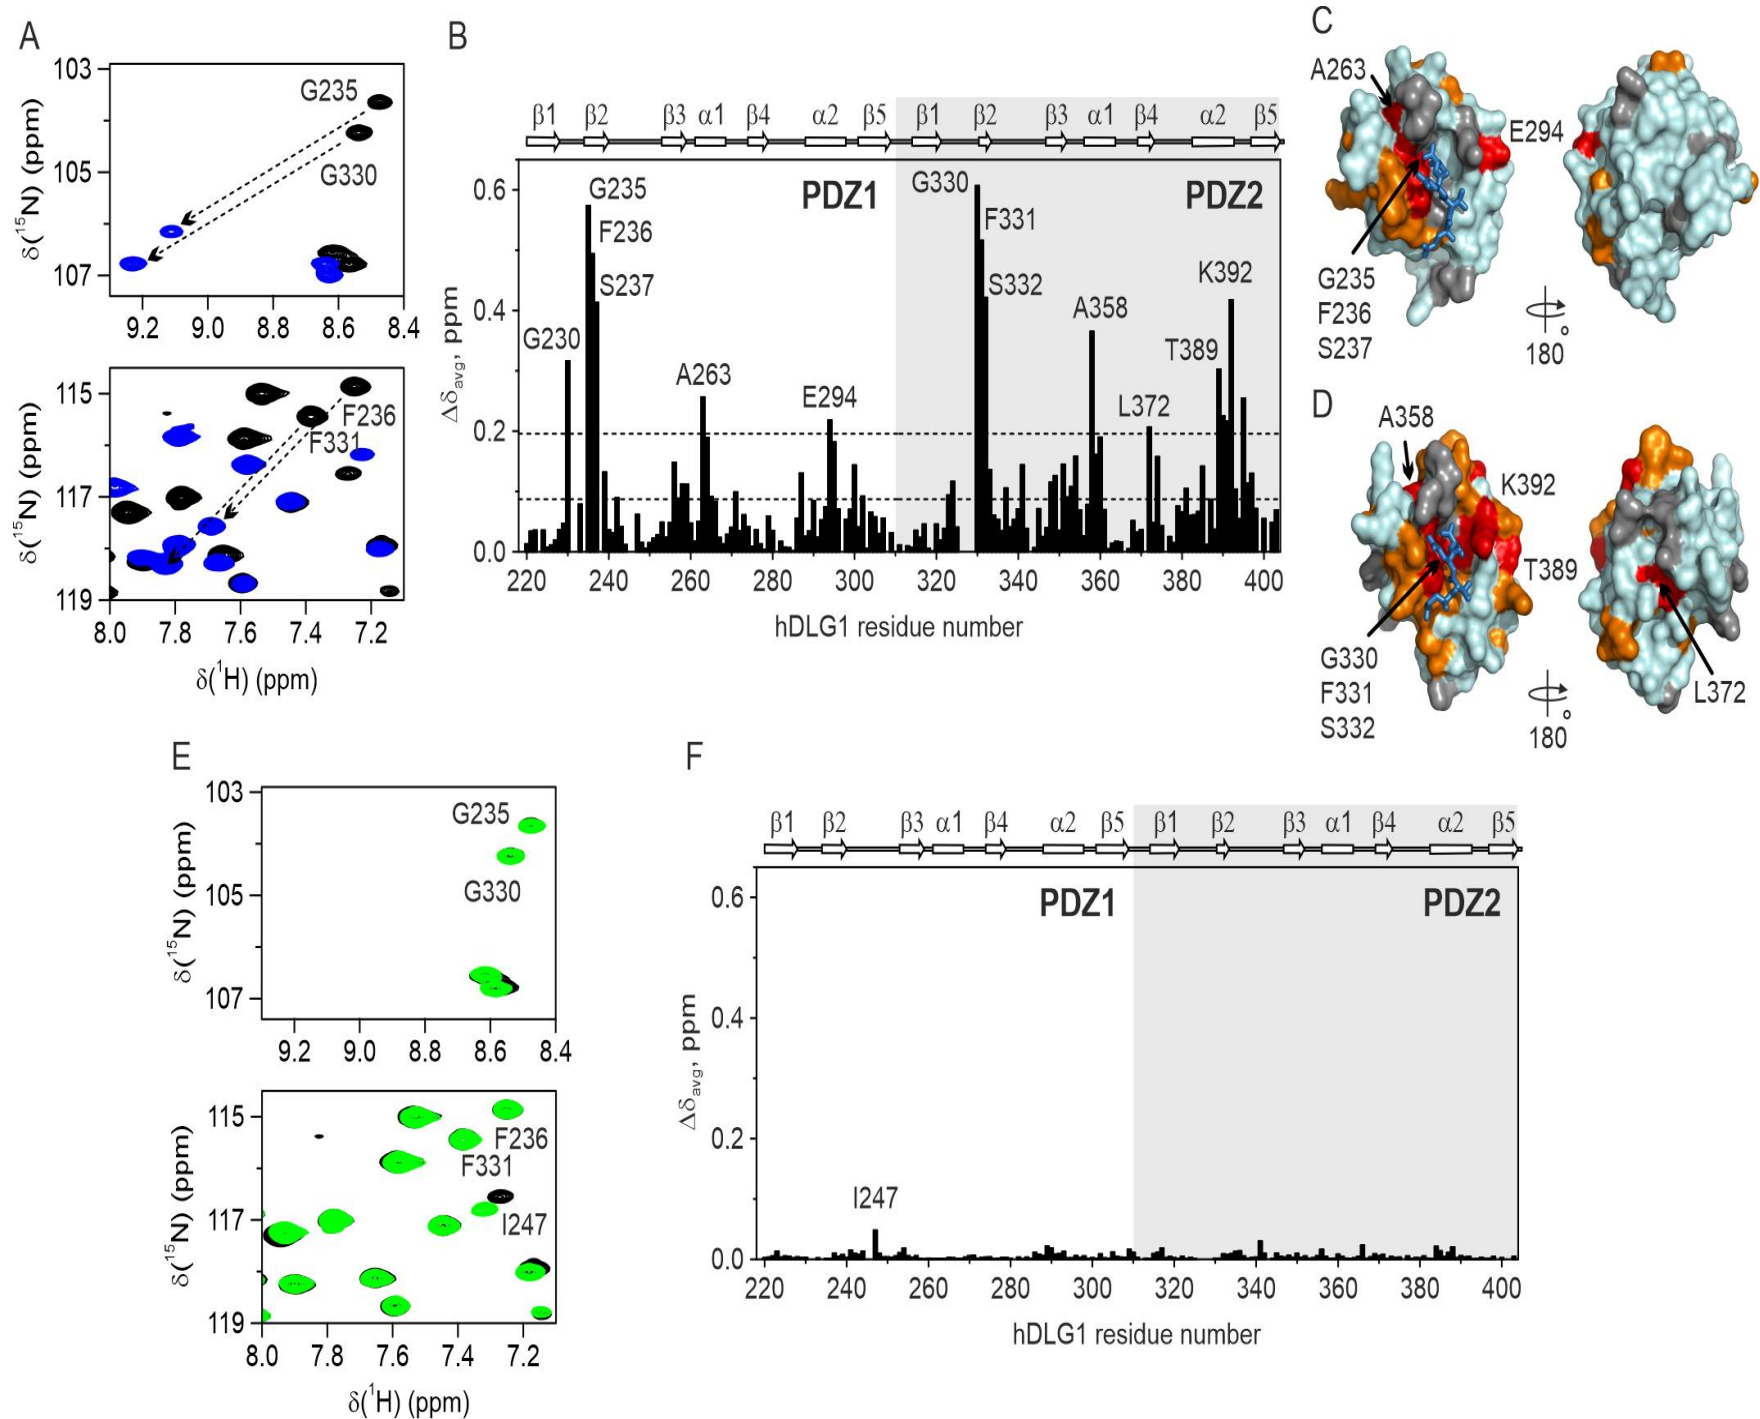 A
103
105
107
δ(¹⁵N) (ppm)
G235
G330
9.2 9.0 8.8 8.6 8.4
115
117
119
δ(¹⁵N) (ppm)
F236
F331
8.0 7.8 7.6 7.4 7.2
δ(¹H) (ppm)
B
β1 β2 β3 α1 β4 α2 β5 β1 β2 β3 α1 β4 α2 β5
PDZ1
PDZ2
0.6
0.4
0.2
0.0
Δδavg, ppm
G230
G235
F236
S237
A263
E294
G330
F331
S332
A358
L372
T389
K392
220 240 260 280 300 320 340 360 380 400
hDLG1 residue number
C
A263
E294
G235
F236
S237
180°
D
A358
K392
T389
G330
F331
S332
180°
L372
E
103
105
107
δ(¹⁵N) (ppm)
G235
G330
9.2 9.0 8.8 8.6 8.4
115
117
119
δ(¹⁵N) (ppm)
F236
F331
I247
8.0 7.8 7.6 7.4 7.2
δ(¹H) (ppm)
F
β1 β2 β3 α1 β4 α2 β5 β1 β2 β3 α1 β4 α2 β5
PDZ1
PDZ2
0.6
0.4
0.2
0.0
Δδavg, ppm
I247
220 240 260 280 300 320 340 360 380 400
hDLG1 residue number